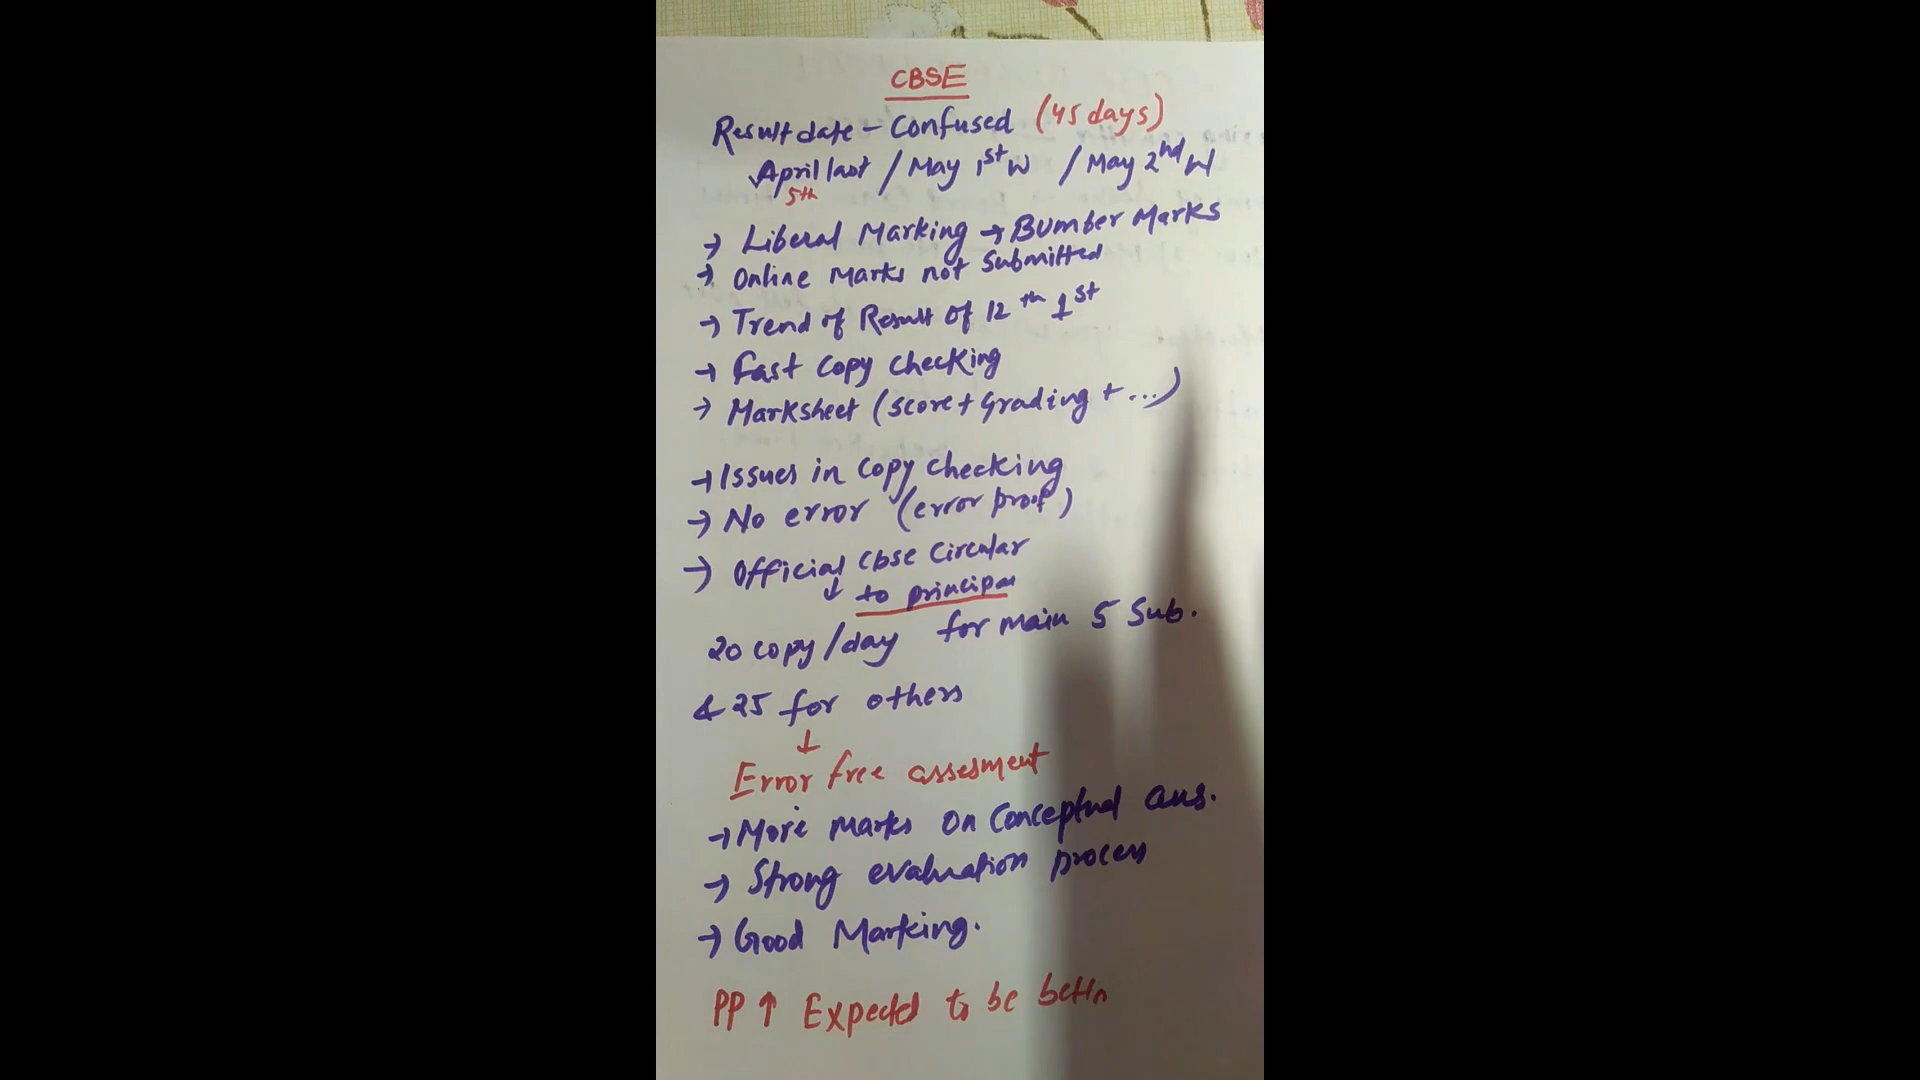 CBSE
Result date - Confused (45 days)
April last / May 1st W / May 2nd W
5th
→ Liberal Marking → Bumber Marks
→ Online Marks not Submitted
→ Trend of Result of 12th 1st
→ Fast Copy checking
→ Marksheet (score + Grading + ...)
→ Issues in Copy checking
→ No error (error proof)
→ Official Cbse Circular
↓ to principal
20 copy/day for main 5 Sub.
& 25 for others
↓
Error free assesment
→ More marks on Conceptual ans.
→ Strong evaluation process
→ Good Marking.
PP ↑ Expected to be better